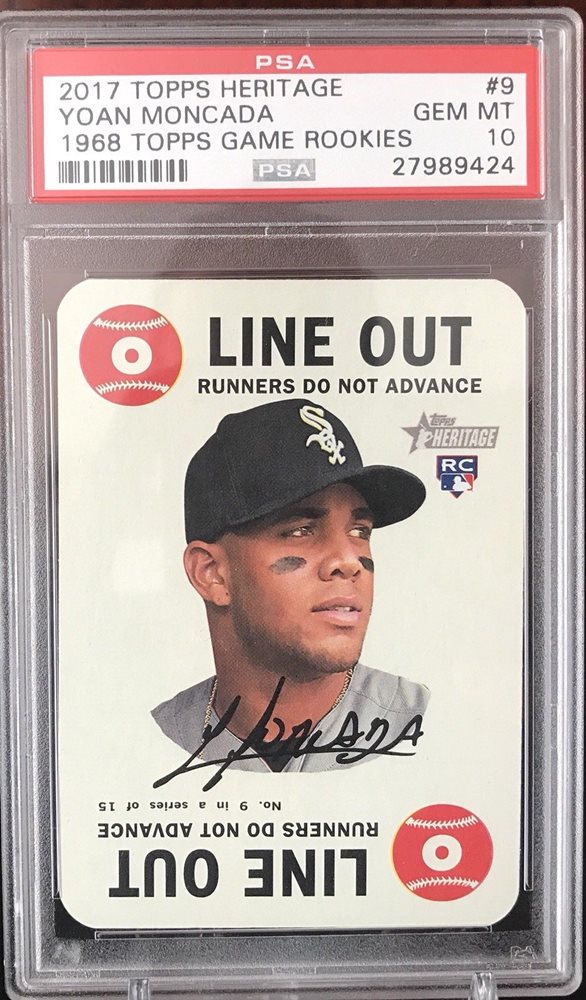 PSA
2017 TOPPS HERITAGE #9
YOAN MONCADA GEM MT
1968 TOPPS GAME ROOKIES 10
PSA 27989424
O LINE OUT
RUNNERS DO NOT ADVANCE
Sox
Topps
HERITAGE
RC
Y Moncada
No. 9 in a series of 15
RUNNERS DO NOT ADVANCE
LINE OUT O